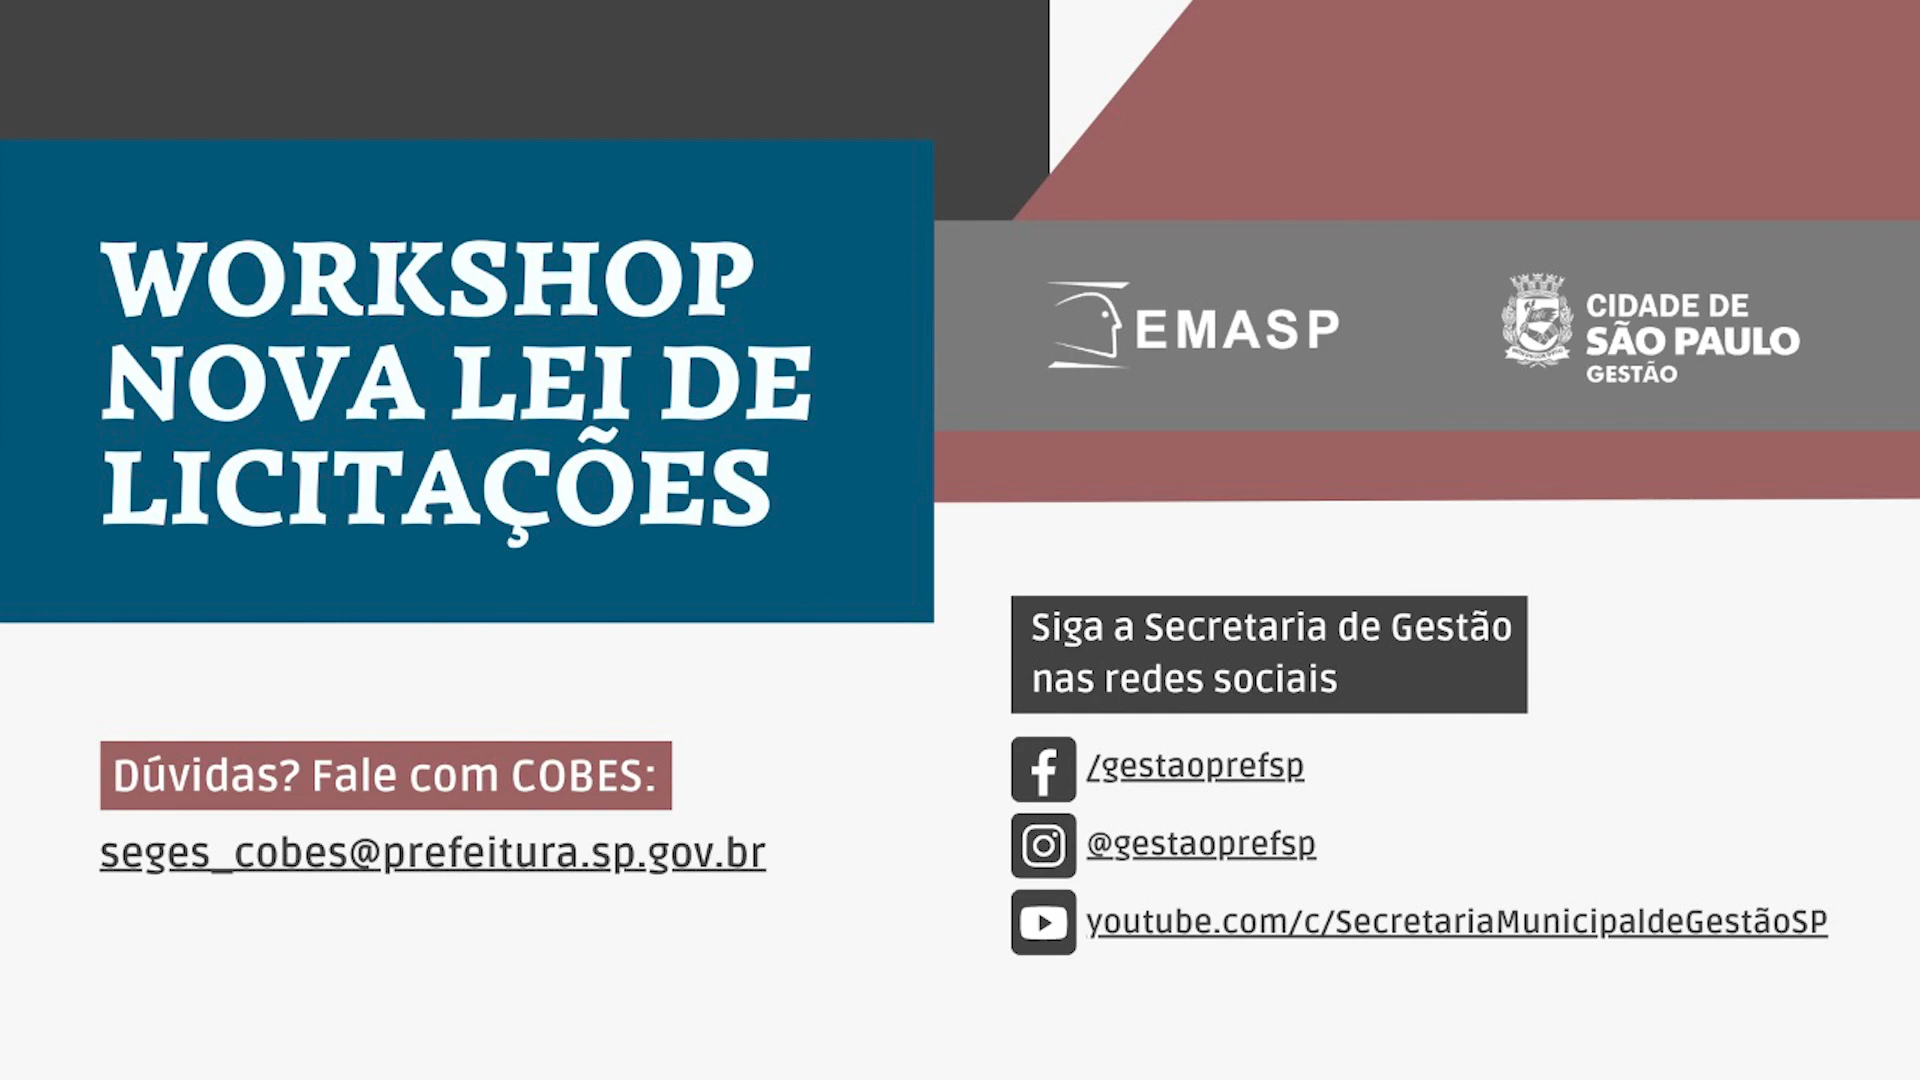 WORKSHOP
NOVA LEI DE
LICITAÇÕES
EMASP
CIDADE DE
SÃO PAULO
GESTÃO
Dúvidas? Fale com COBES:
seges_cobes@prefeitura.sp.gov.br
Siga a Secretaria de Gestão
nas redes sociais
/gestaoprefsp
@gestaoprefsp
youtube.com/c/SecretariaMunicipaldeGestãoSP